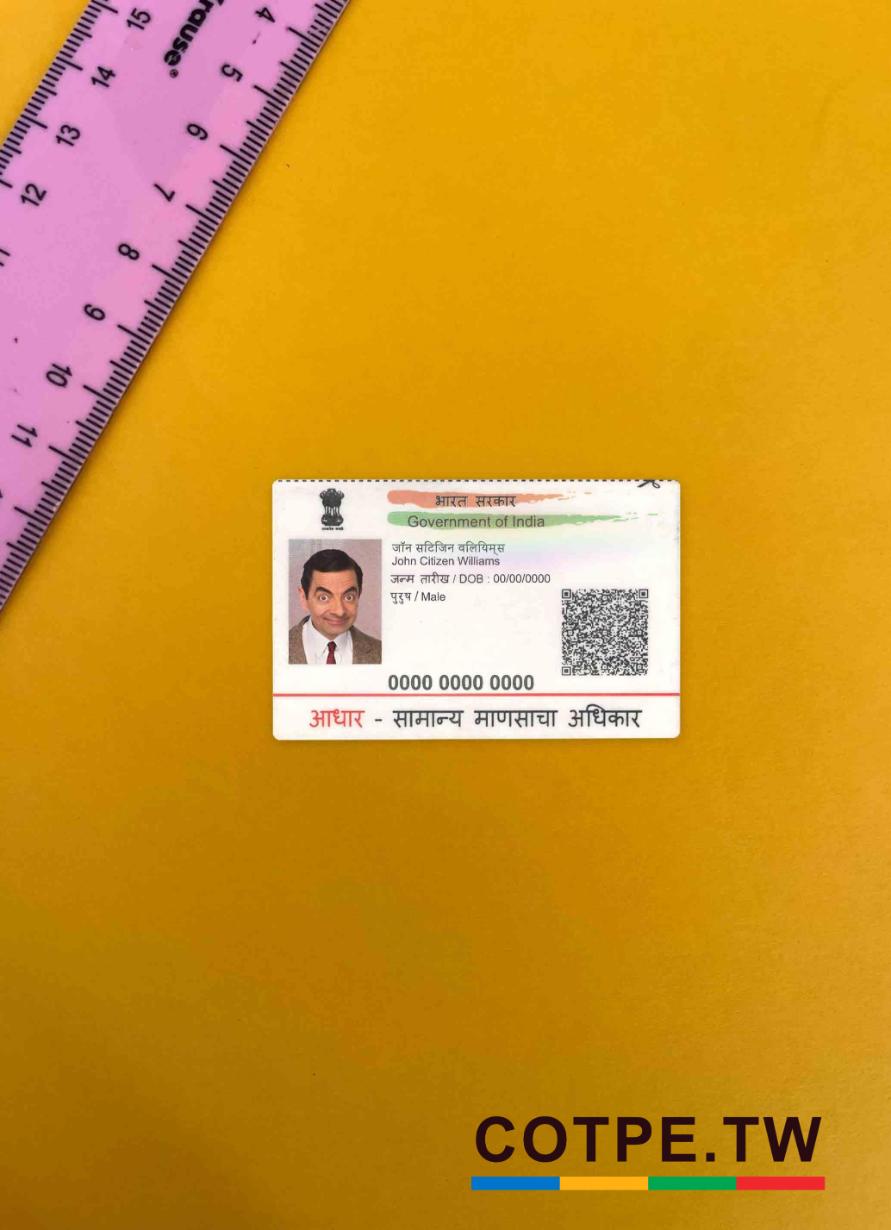 15
14
13
12
Krause®
4
5
6
7
8
9
10
11
भारत सरकार
Government of India
जॉन सटिजिन वलियिम्स
John Citizen Williams
जन्म तारीख / DOB : 00/00/0000
पुरुष / Male
0000 0000 0000
आधार - सामान्य माणसाचा अधिकार
COTPE.TW